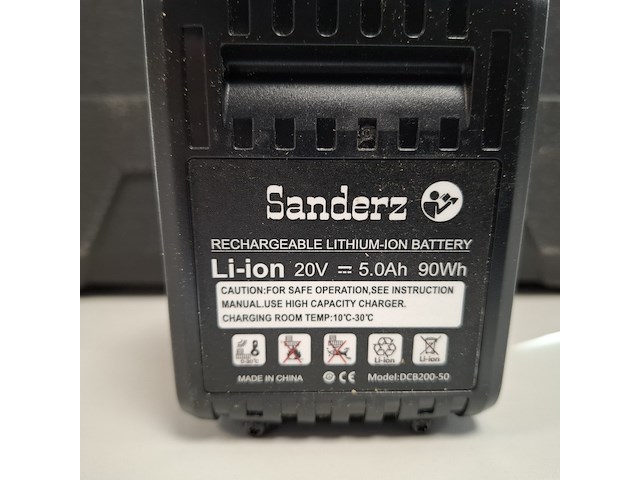 Sanderz
RECHARGEABLE LITHIUM-ION BATTERY
Li-ion 20V ⎓ 5.0Ah 90Wh
CAUTION:FOR SAFE OPERATION,SEE INSTRUCTION
MANUAL.USE HIGH CAPACITY CHARGER.
CHARGING ROOM TEMP:10℃-30℃
Li-ion Li-ion
MADE IN CHINA CE Model:DCB200-50